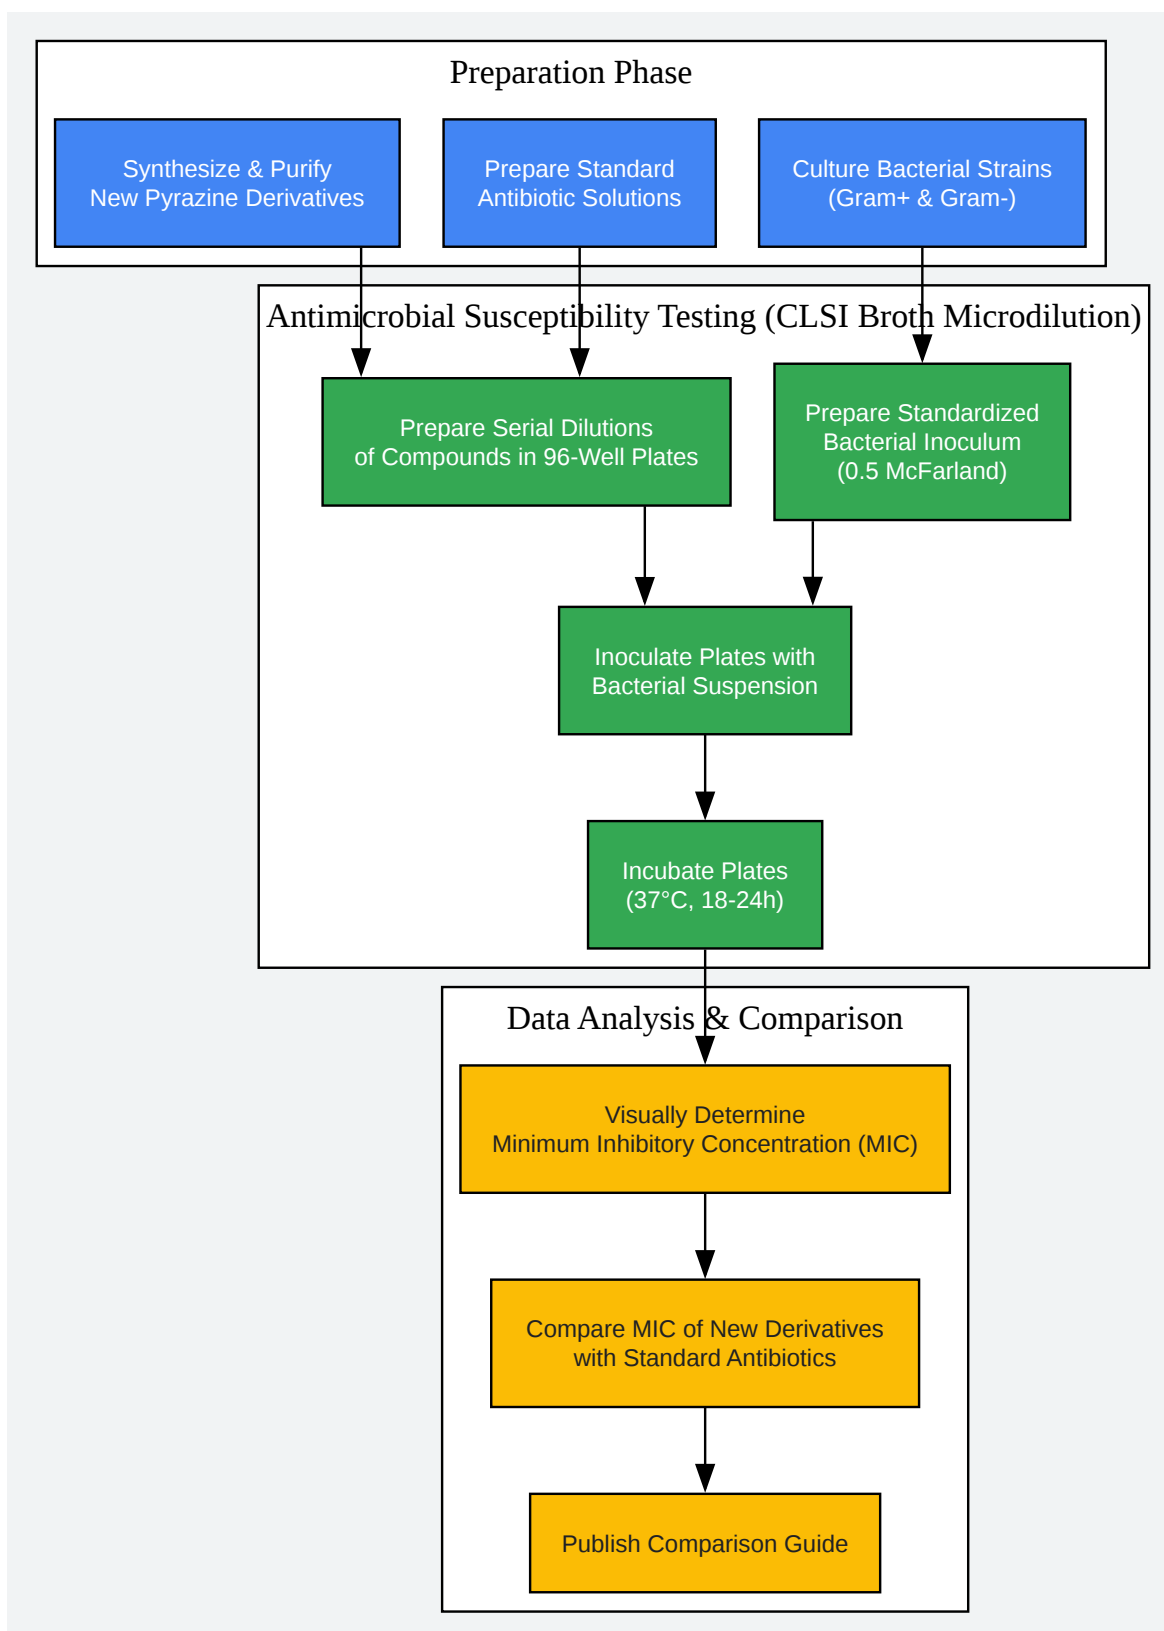 Preparation Phase
Synthesize & Purify
New Pyrazine Derivatives
Prepare Standard
Antibiotic Solutions
Culture Bacterial Strains
(Gram+ & Gram-)
Antimicrobial Susceptibility Testing (CLSI Broth Microdilution)
Prepare Serial Dilutions
of Compounds in 96-Well Plates
Prepare Standardized
Bacterial Inoculum
(0.5 McFarland)
Inoculate Plates with
Bacterial Suspension
Incubate Plates
(37°C, 18-24h)
Data Analysis & Comparison
Visually Determine
Minimum Inhibitory Concentration (MIC)
Compare MIC of New Derivatives
with Standard Antibiotics
Publish Comparison Guide